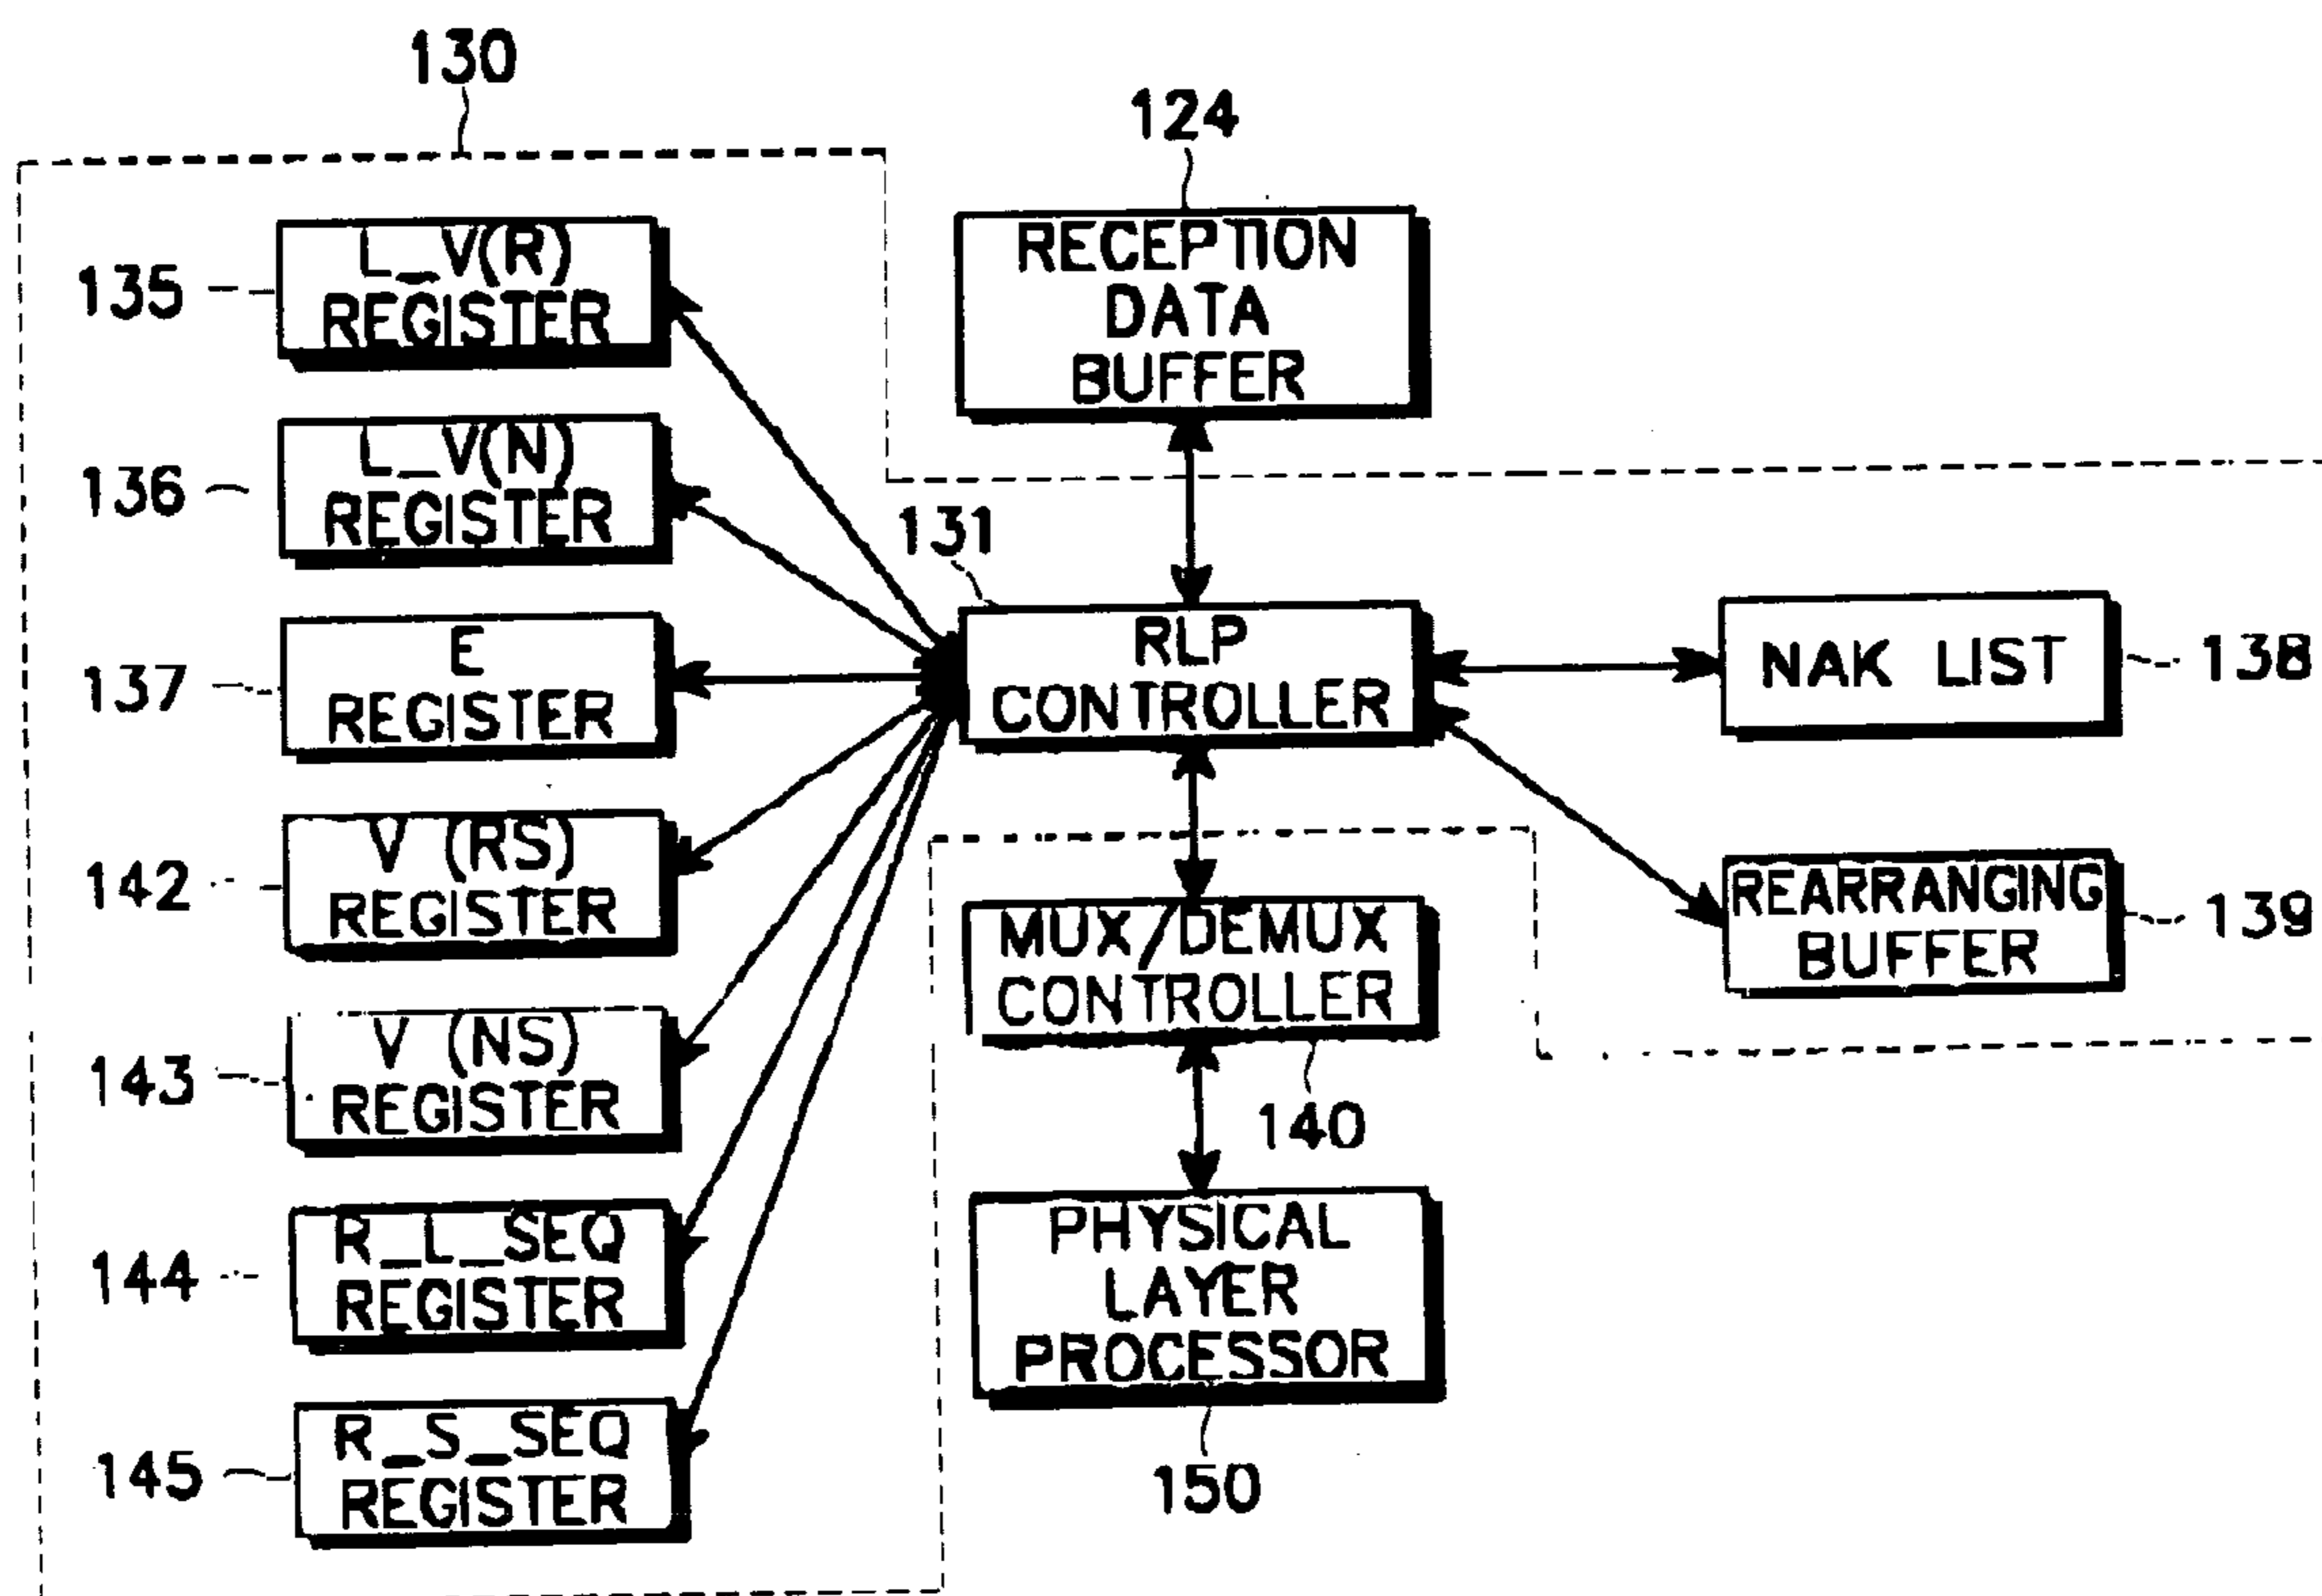 130
124
135
L_V(R)
REGISTER
RECEPTION
DATA
BUFFER
136
L_V(N)
REGISTER
131
137
E
REGISTER
RLP
CONTROLLER
NAK LIST
138
142
V (RS)
REGISTER
MUX/DEMUX
CONTROLLER
REARRANGING
BUFFER
139
143
V (NS)
REGISTER
140
144
R_L_SEQ
REGISTER
PHYSICAL
LAYER
PROCESSOR
145
R_S_SEQ
REGISTER
150